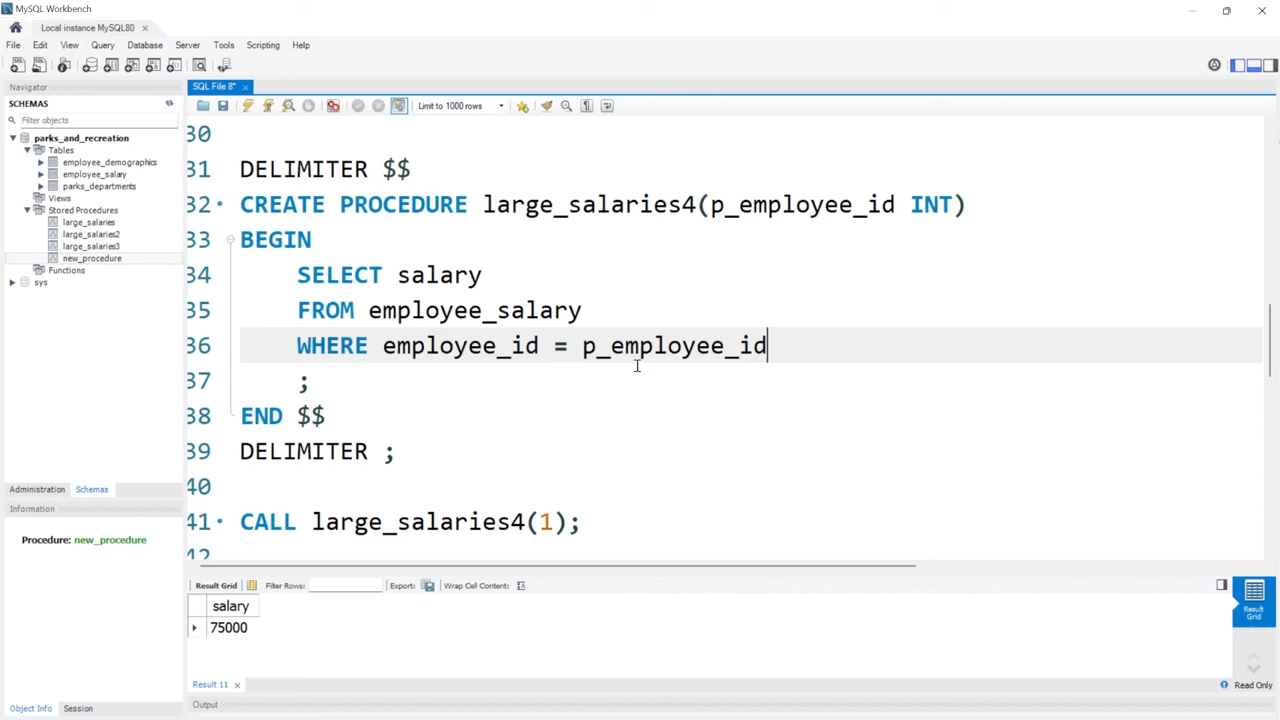 MySQL Workbench
Local instance MySQL80
File Edit View Query Database Server Tools Scripting Help
Navigator
SQL File 8*
SCHEMAS
Limit to 1000 rows
Filter objects
parks_and_recreation
Tables
employee_demographics
employee_salary
parks_departments
Views
Stored Procedures
large_salaries
large_salaries2
large_salaries3
new_procedure
Functions
sys
30
31 DELIMITER $$
32 CREATE PROCEDURE large_salaries4(p_employee_id INT)
33 BEGIN
34 SELECT salary
35 FROM employee_salary
36 WHERE employee_id = p_employee_id
37 ;
38 END $$
39 DELIMITER ;
40
41 CALL large_salaries4(1);
42
Administration Schemas
Information
Procedure: new_procedure
Result Grid Filter Rows: Export: Wrap Cell Content:
salary
75000
Result Grid
Result 11
Read Only
Output
Object Info Session